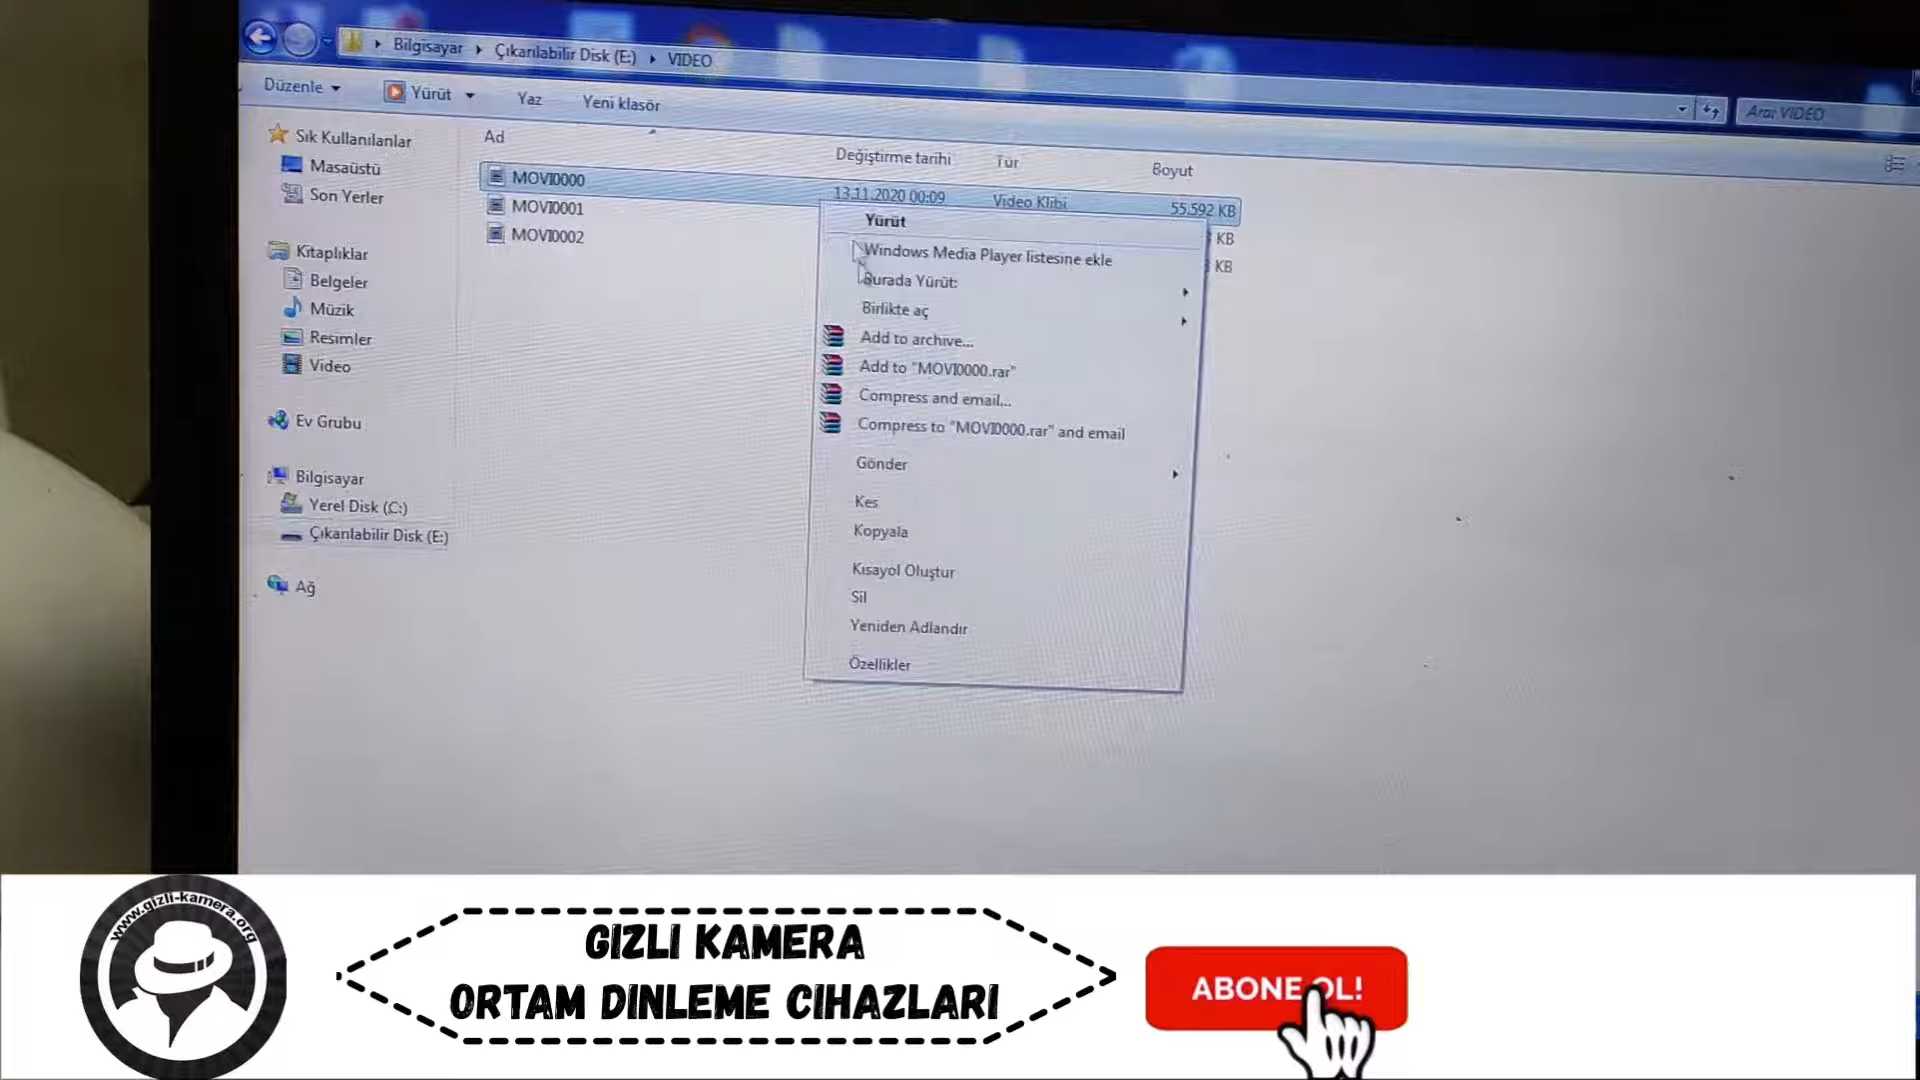 Bilgisayar ▸ Çıkarılabilir Disk (E:) ▸ VIDEO
Ara: VIDEO
Düzenle Yürüt Yaz Yeni klasör
Ad Değiştirme tarihi Tür Boyut
MOVI0000 13.11.2020 00:09 Video Klibi 55.592 KB
MOVI0001 KB
MOVI0002 KB
Sık Kullanılanlar
Masaüstü
Son Yerler
Kitaplıklar
Belgeler
Müzik
Resimler
Video
Ev Grubu
Bilgisayar
Yerel Disk (C:)
Çıkarılabilir Disk (E:)
Ağ
Yürüt
Windows Media Player listesine ekle
Burada Yürüt:
Birlikte aç
Add to archive...
Add to "MOVI0000.rar"
Compress and email...
Compress to "MOVI0000.rar" and email
Gönder
Kes
Kopyala
Kısayol Oluştur
Sil
Yeniden Adlandır
Özellikler
www.gizli-kamera.org
GIZLI KAMERA
ORTAM DINLEME CIHAZLARI
ABONE OL!